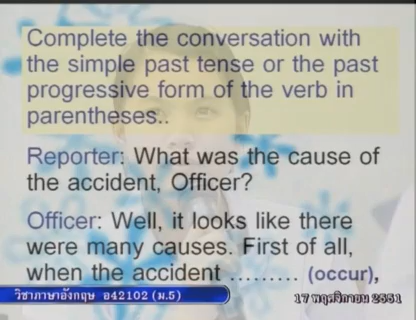 Complete the conversation with
the simple past tense or the past
progressive form of the verb in
parentheses..
Reporter: What was the cause of
the accident, Officer?
Officer: Well, it looks like there
were many causes. First of all,
when the accident ......... (occur),
วิชาภาษาอังกฤษ อ42102 (ม.5)
17 พฤศจิกายน 2551